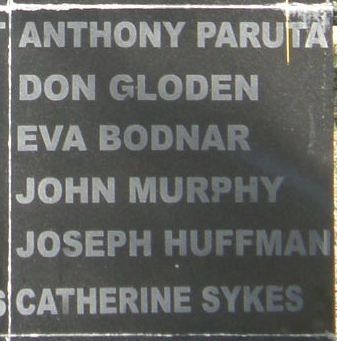 ANTHONY PARUTA
DON GLODEN
EVA BODNAR
JOHN MURPHY
JOSEPH HUFFMAN
CATHERINE SYKES